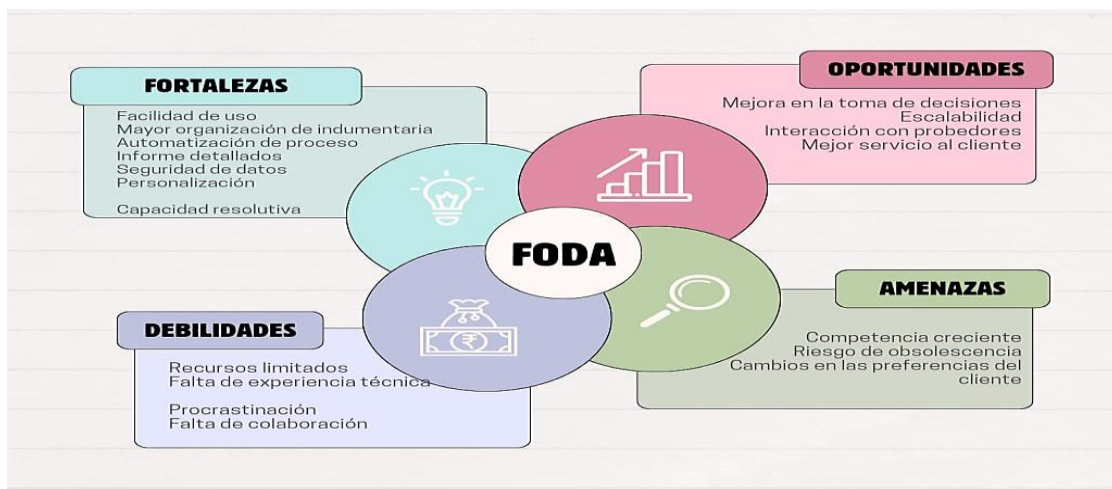 FORTALEZAS
Facilidad de uso
Mayor organización de indumentaria
Automatización de proceso
Informe detallados
Seguridad de datos
Personalización
Capacidad resolutiva
OPORTUNIDADES
Mejora en la toma de decisiones
Escalabilidad
Interacción con probedores
Mejor servicio al cliente
FODA
DEBILIDADES
Recursos limitados
Falta de experiencia técnica
Procrastinación
Falta de colaboración
AMENAZAS
Competencia creciente
Riesgo de obsolescencia
Cambios en las preferencias del
cliente
₹